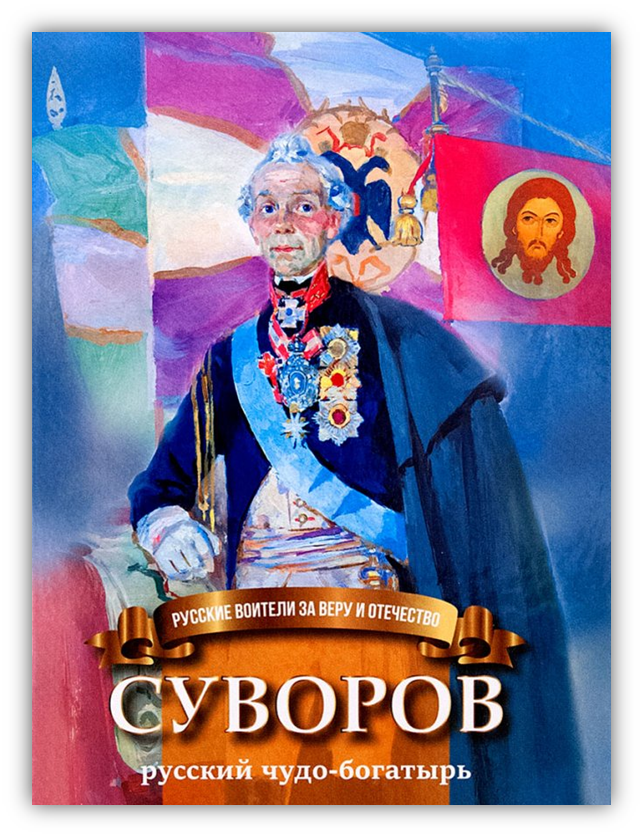 РУССКИЕ ВОИТЕЛИ ЗА ВЕРУ И ОТЕЧЕСТВО
СУВОРОВ
русский чудо-богатырь